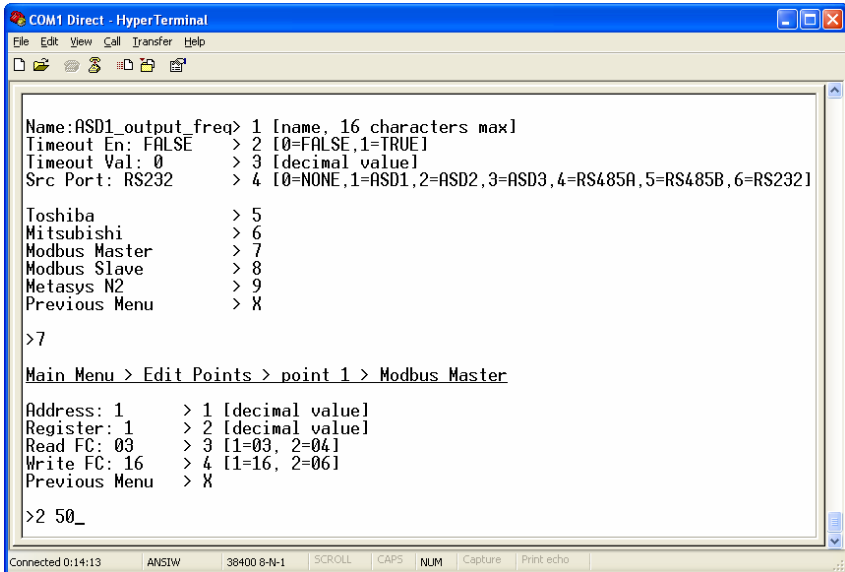 COM1 Direct - HyperTerminal
File Edit View Call Transfer Help
Name:ASD1_output_freq> 1 [name, 16 characters max]
Timeout En: FALSE > 2 [0=FALSE,1=TRUE]
Timeout Val: 0 > 3 [decimal value]
Src Port: RS232 > 4 [0=NONE,1=ASD1,2=ASD2,3=ASD3,4=RS485A,5=RS485B,6=RS232]
Toshiba > 5
Mitsubishi > 6
Modbus Master > 7
Modbus Slave > 8
Metasys N2 > 9
Previous Menu > X
>7
Main Menu > Edit Points > point 1 > Modbus Master
Address: 1 > 1 [decimal value]
Register: 1 > 2 [decimal value]
Read FC: 03 > 3 [1=03, 2=04]
Write FC: 16 > 4 [1=16, 2=06]
Previous Menu > X
>2 50_
Connected 0:14:13 ANSIW 38400 8-N-1 SCROLL CAPS NUM Capture Print echo